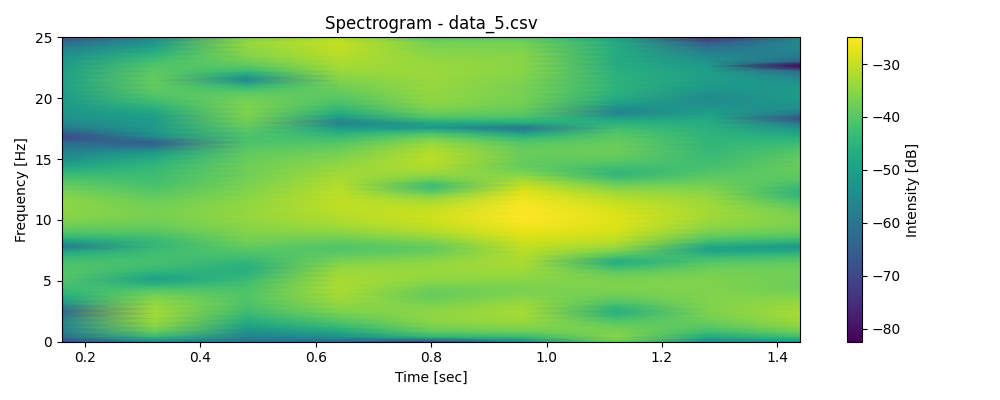 Spectrogram - data_5.csv
Frequency [Hz]
25
20
15
10
5
0
0.2 0.4 0.6 0.8 1.0 1.2 1.4
Time [sec]
−30
−40
−50
−60
−70
−80
Intensity [dB]